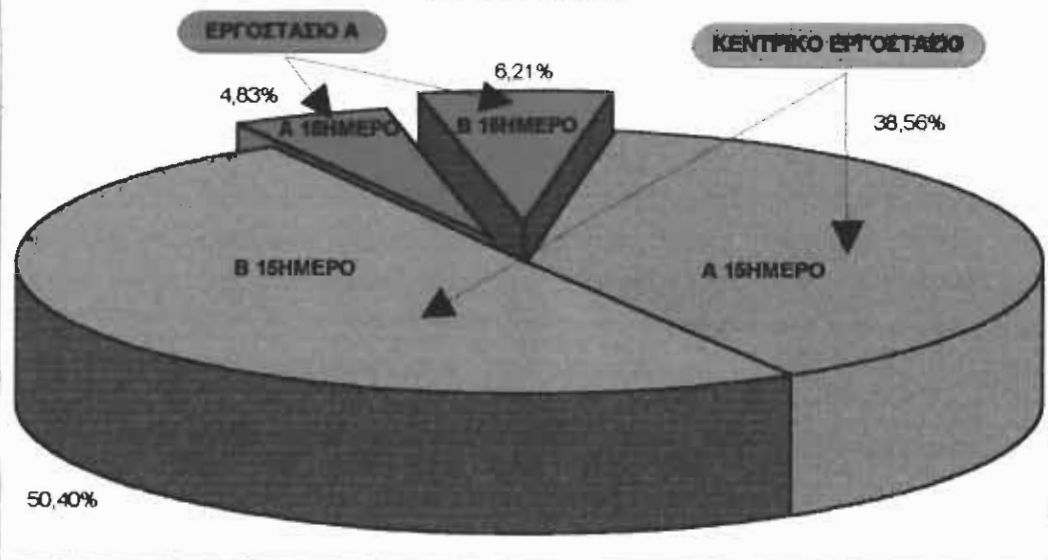 ΕΡΓΟΣΤΑΣΙΟ Α
ΚΕΝΤΡΙΚΟ ΕΡΓΟΣΤΑΣΙΟ
6,21%
4,83%
38,56%
Α 15ΗΜΕΡΟ
Β 15ΗΜΕΡΟ
Β 15ΗΜΕΡΟ
Α 15ΗΜΕΡΟ
50,40%